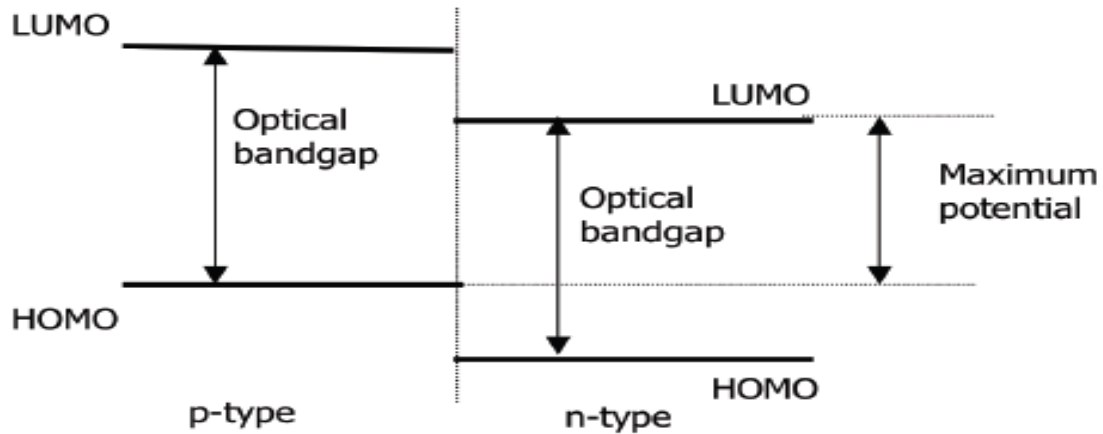 LUMO
Optical
bandgap
HOMO
p-type
LUMO
Optical
bandgap
HOMO
n-type
Maximum
potential